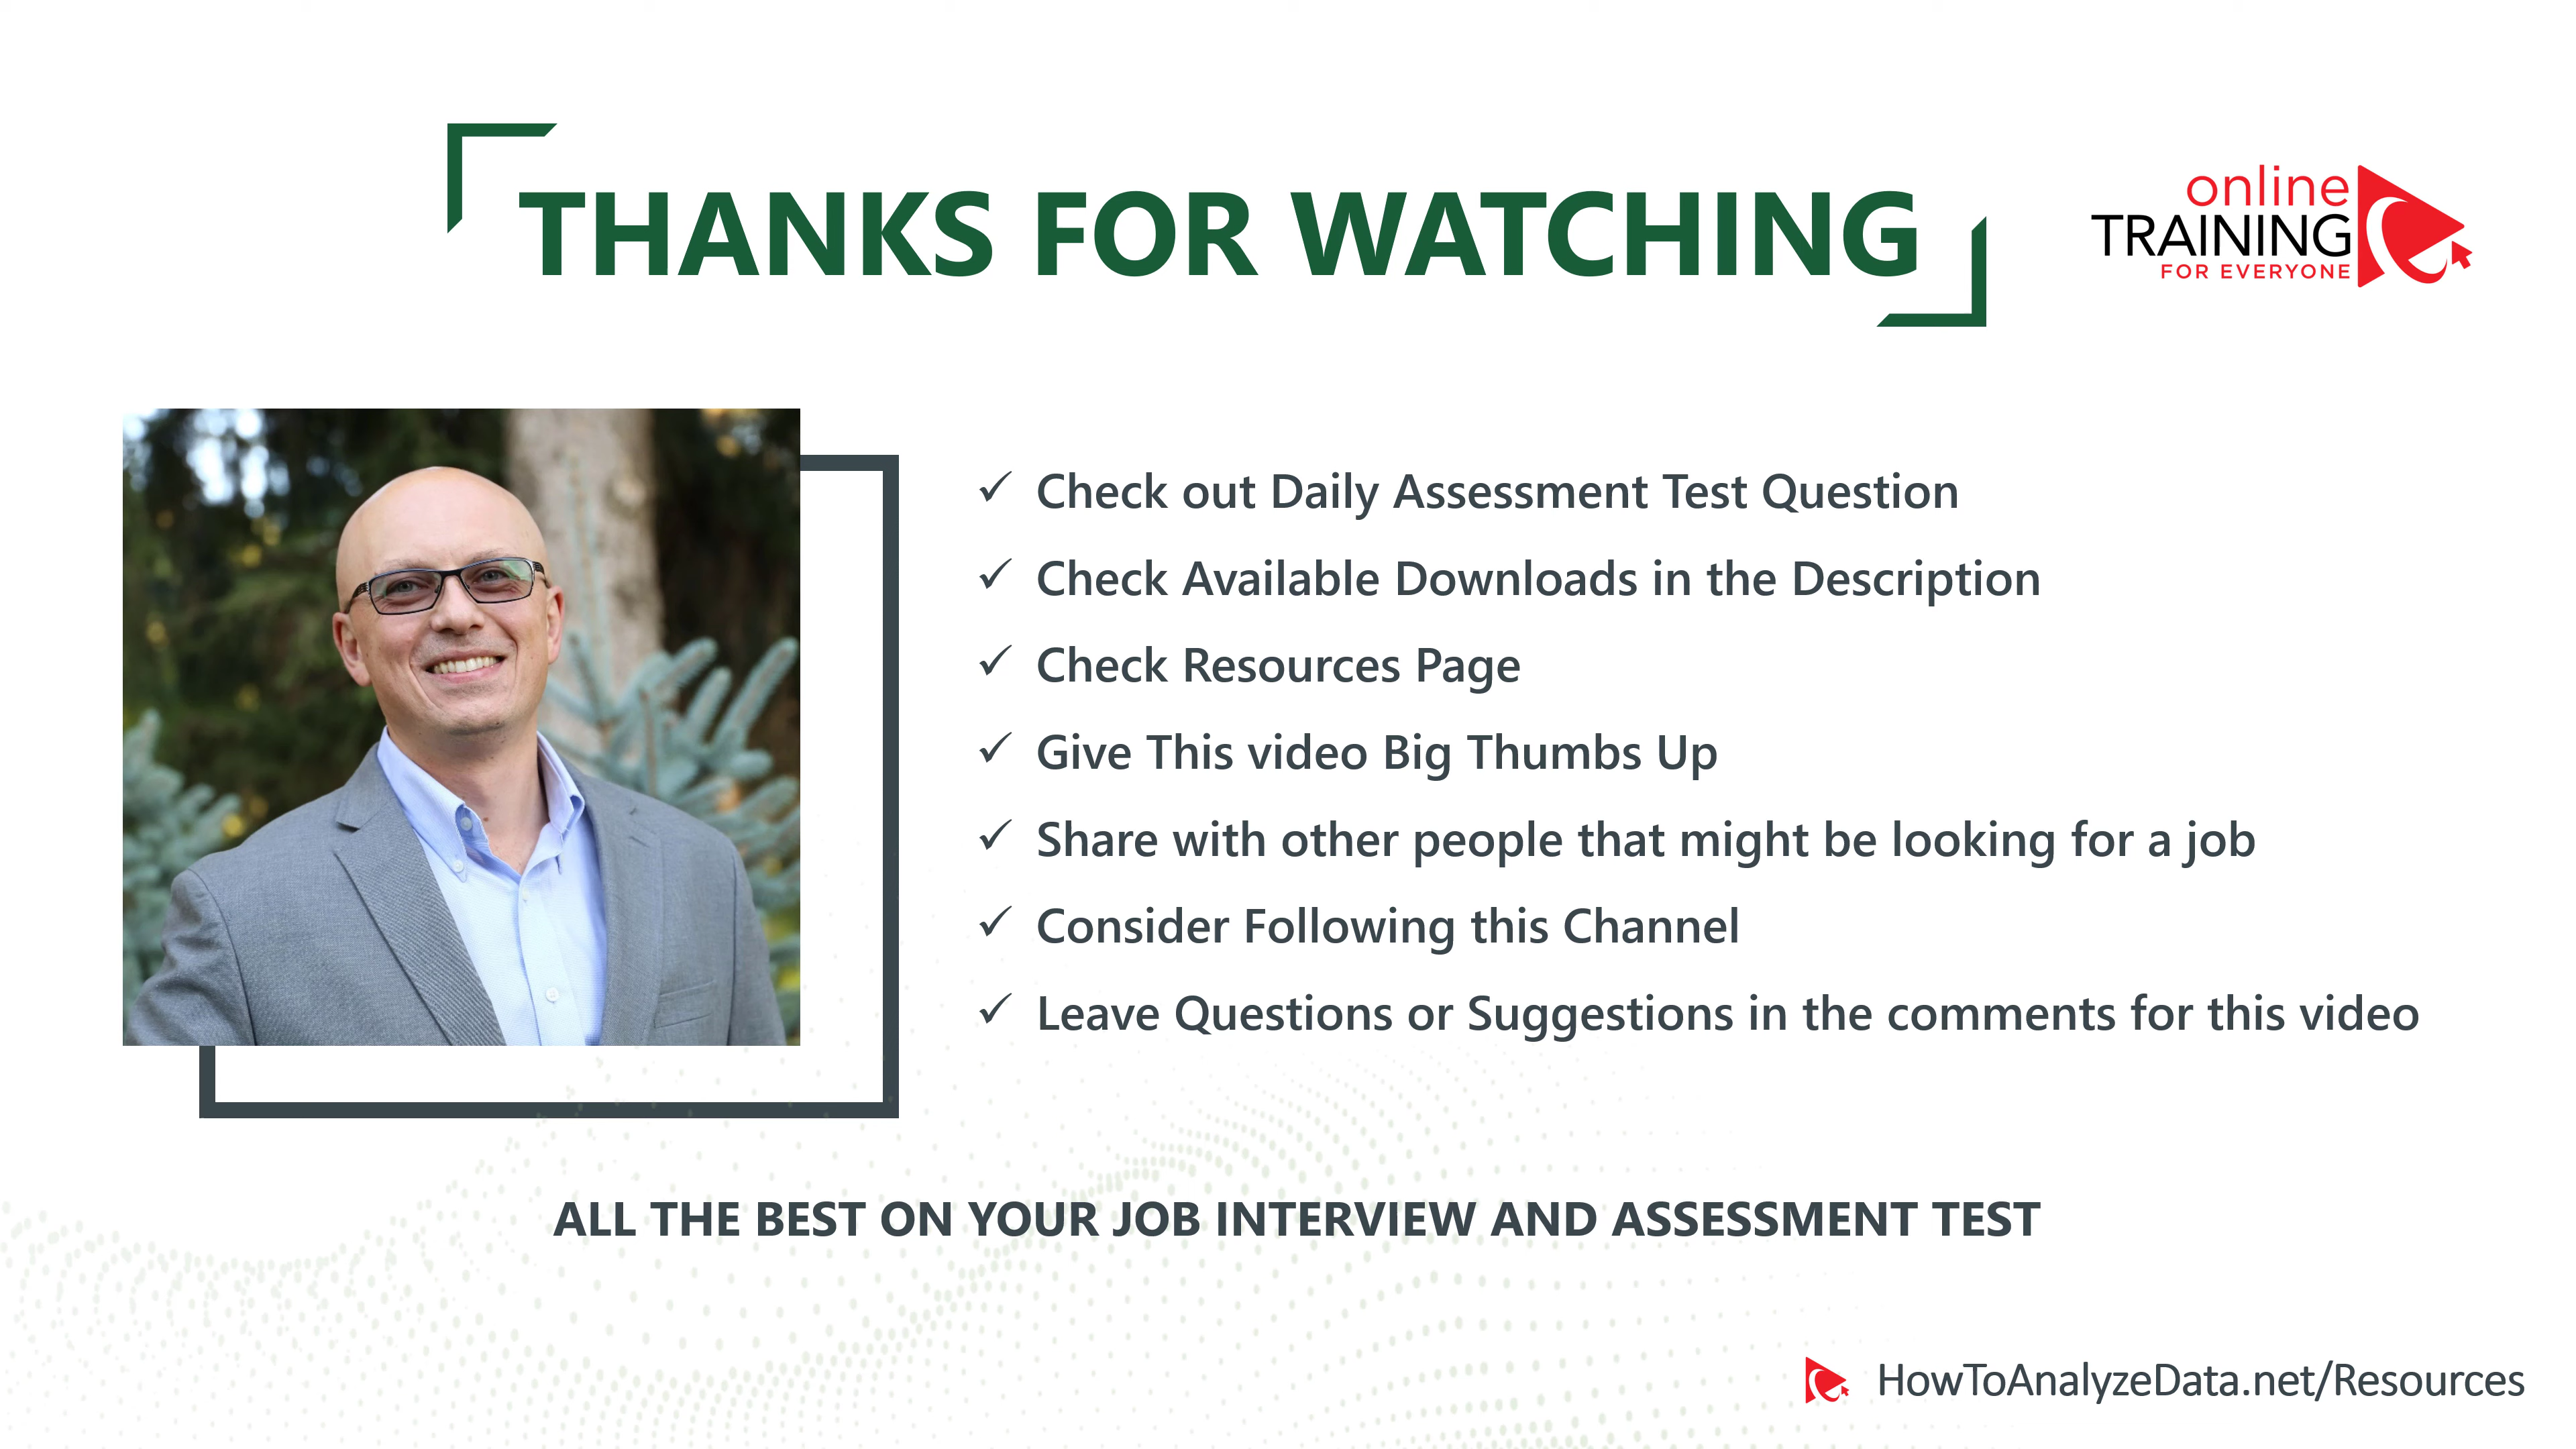 THANKS FOR WATCHING
online
TRAINING
FOR EVERYONE
Check out Daily Assessment Test Question
Check Available Downloads in the Description
Check Resources Page
Give This video Big Thumbs Up
Share with other people that might be looking for a job
Consider Following this Channel
Leave Questions or Suggestions in the comments for this video
ALL THE BEST ON YOUR JOB INTERVIEW AND ASSESSMENT TEST
HowToAnalyzeData.net/Resources